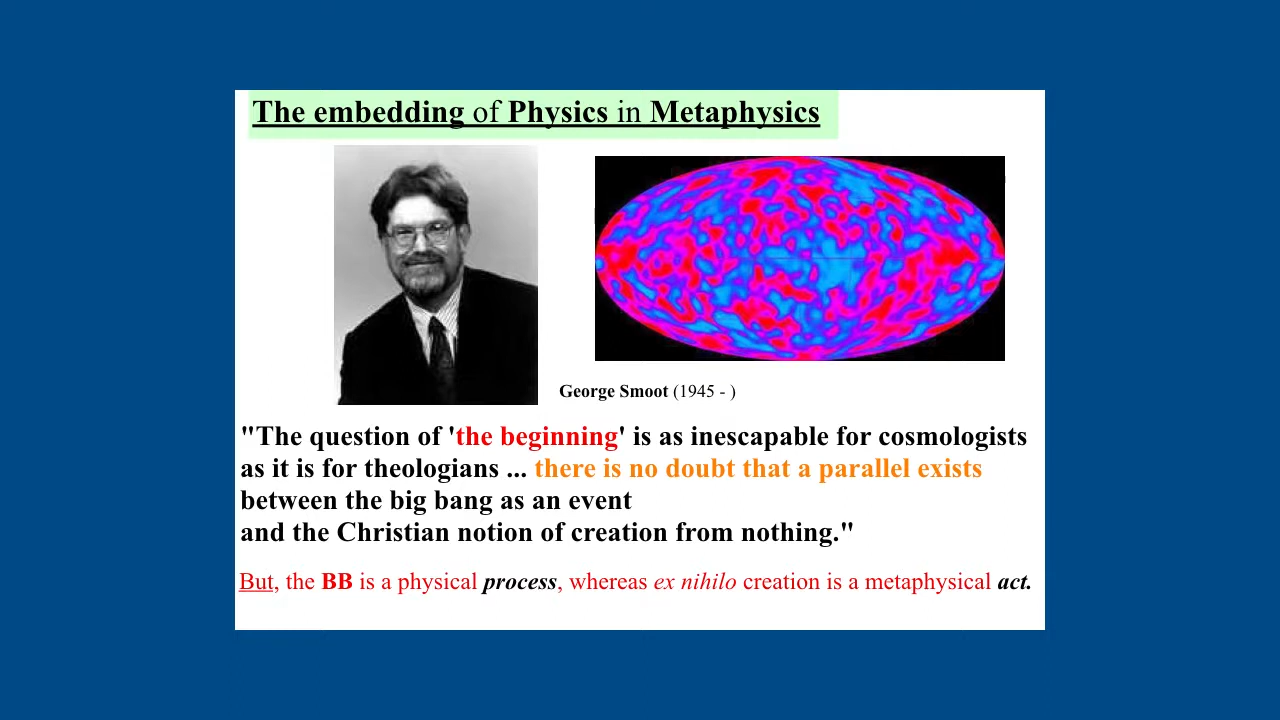 The embedding of Physics in Metaphysics
George Smoot (1945 - )
"The question of 'the beginning' is as inescapable for cosmologists
as it is for theologians ... there is no doubt that a parallel exists
between the big bang as an event
and the Christian notion of creation from nothing."
But, the BB is a physical process, whereas ex nihilo creation is a metaphysical act.